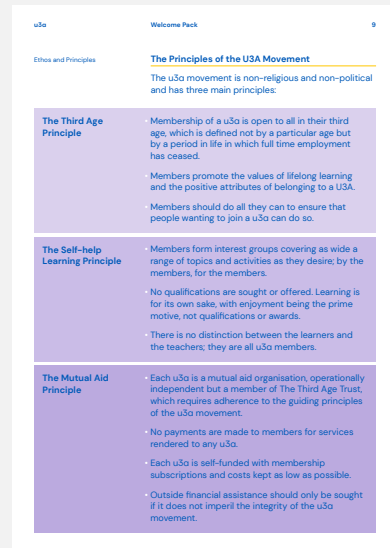 u3a
Welcome Pack
9
Ethos and Principles
The Principles of the U3A Movement
The u3a movement is non-religious and non-political
and has three main principles:
The Third Age
Principle
• Membership of a u3a is open to all in their third
age, which is defined not by a particular age but
by a period in life in which full time employment
has ceased.
• Members promote the values of lifelong learning
and the positive attributes of belonging to a U3A.
• Members should do all they can to ensure that
people wanting to join a u3a can do so.
The Self-help
Learning Principle
• Members form interest groups covering as wide a
range of topics and activities as they desire; by the
members, for the members.
• No qualifications are sought or offered. Learning is
for its own sake, with enjoyment being the prime
motive, not qualifications or awards.
• There is no distinction between the learners and
the teachers; they are all u3a members.
The Mutual Aid
Principle
• Each u3a is a mutual aid organisation, operationally
independent but a member of The Third Age Trust,
which requires adherence to the guiding principles
of the u3a movement.
• No payments are made to members for services
rendered to any u3a.
• Each u3a is self-funded with membership
subscriptions and costs kept as low as possible.
• Outside financial assistance should only be sought
if it does not imperil the integrity of the u3a
movement.